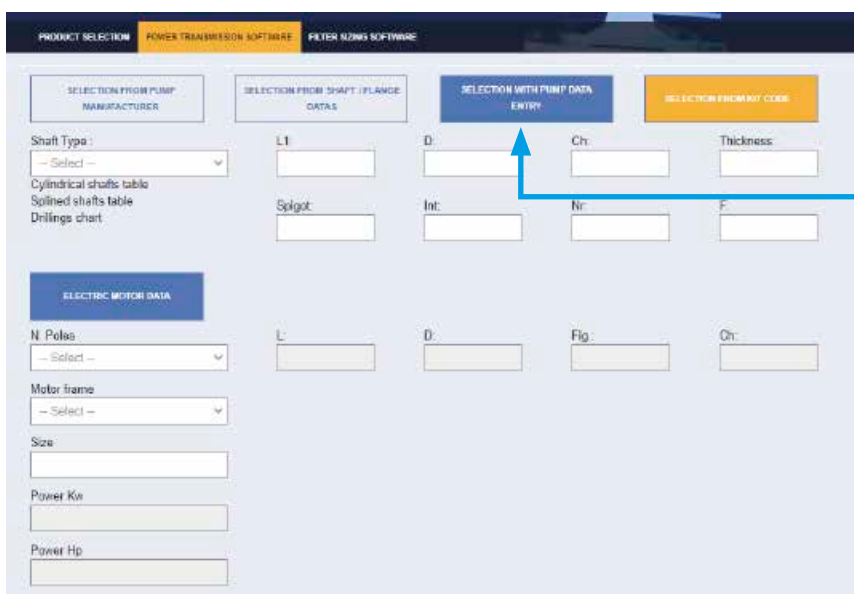 PRODUCT SELECTION POWER TRANSMISSION SOFTWARE FILTER SIZING SOFTWARE
SELECTION FROM PUMP MANUFACTURER
SELECTION FROM SHAFT / FLANGE DATAS
SELECTION WITH PUMP DATA ENTRY
SELECTION FROM KIT CODE
Shaft Type : L1: D: Ch: Thickness:
-- Select --
Cylindrical shafts table
Splined shafts table
Drillings chart
Spigot: Int: Nr: F:
ELECTRIC MOTOR DATA
N. Poles L: D: Flg.: Ch:
-- Select --
Motor frame
-- Select --
Size
Power Kw
Power Hp